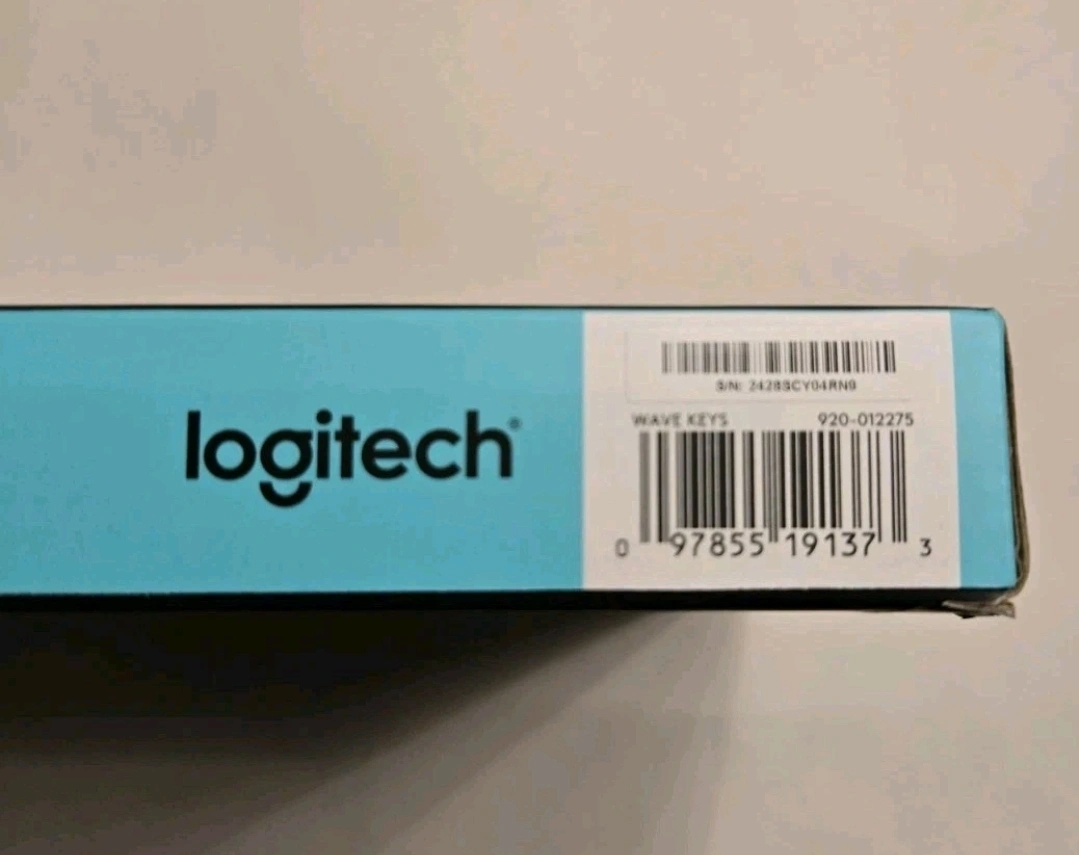 logitech
S/N: 2428SCY04RN9
WAVE KEYS 920-012275
0 97855 19137 3